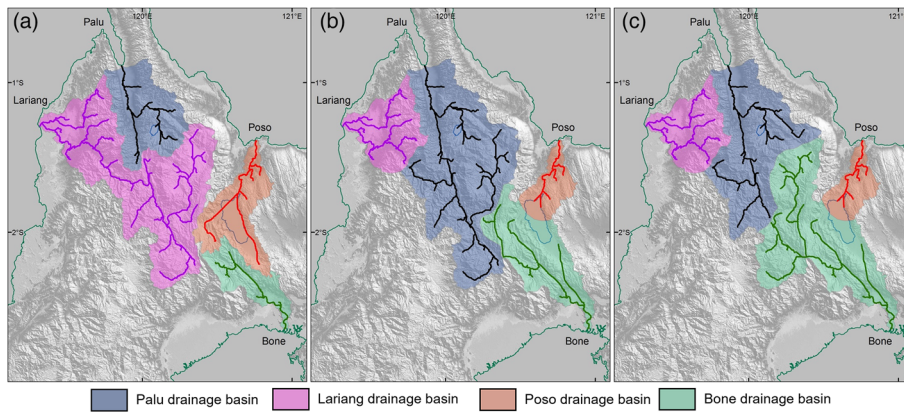 120°E 121°E 120°E 121°E 120°E 121°E
(a) Palu (b) Palu (c) Palu
1°S 1°S 1°S
Lariang Lariang Lariang
Poso Poso Poso
2°S 2°S 2°S
Bone Bone Bone
Palu drainage basin Lariang drainage basin Poso drainage basin Bone drainage basin